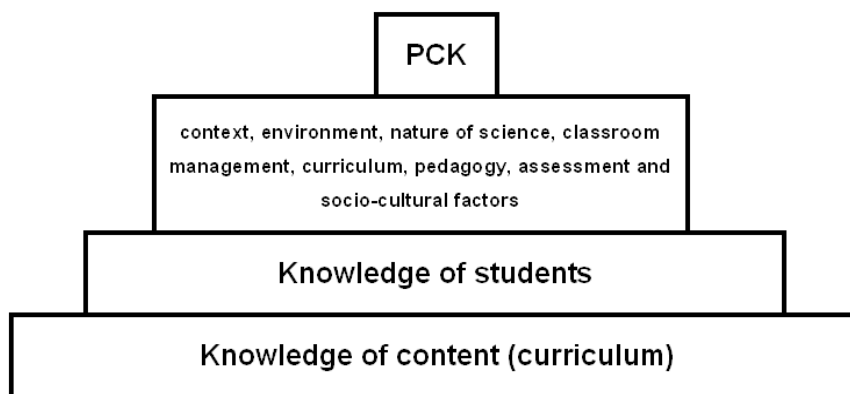 PCK
context, environment, nature of science, classroom
management, curriculum, pedagogy, assessment and
socio-cultural factors
Knowledge of students
Knowledge of content (curriculum)